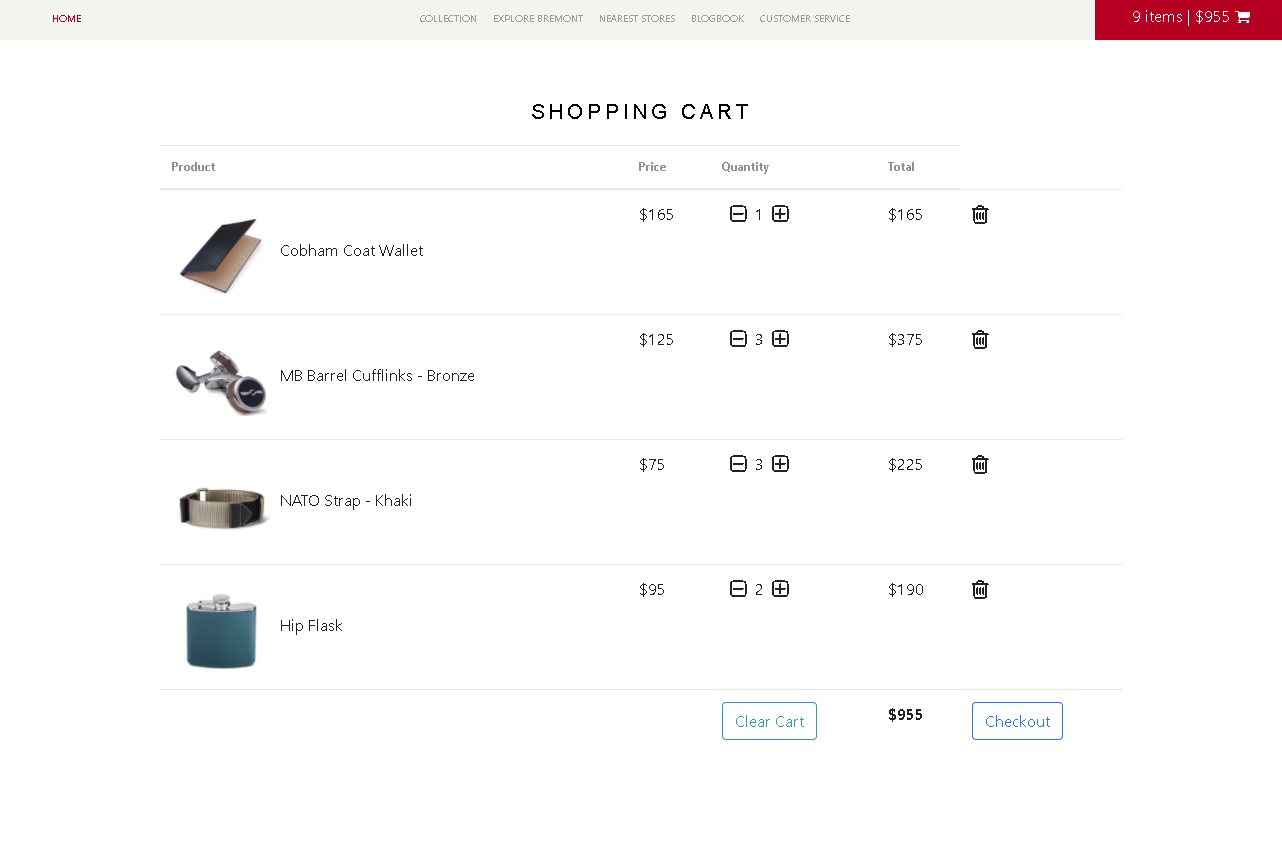 HOME COLLECTION EXPLORE BREMONT NEAREST STORES BLOGBOOK CUSTOMER SERVICE 9 items | $955
SHOPPING CART
Product Price Quantity Total
$165 1 $165
Cobham Coat Wallet
$125 3 $375
MB Barrel Cufflinks - Bronze
$75 3 $225
NATO Strap - Khaki
$95 2 $190
Hip Flask
Clear Cart $955 Checkout